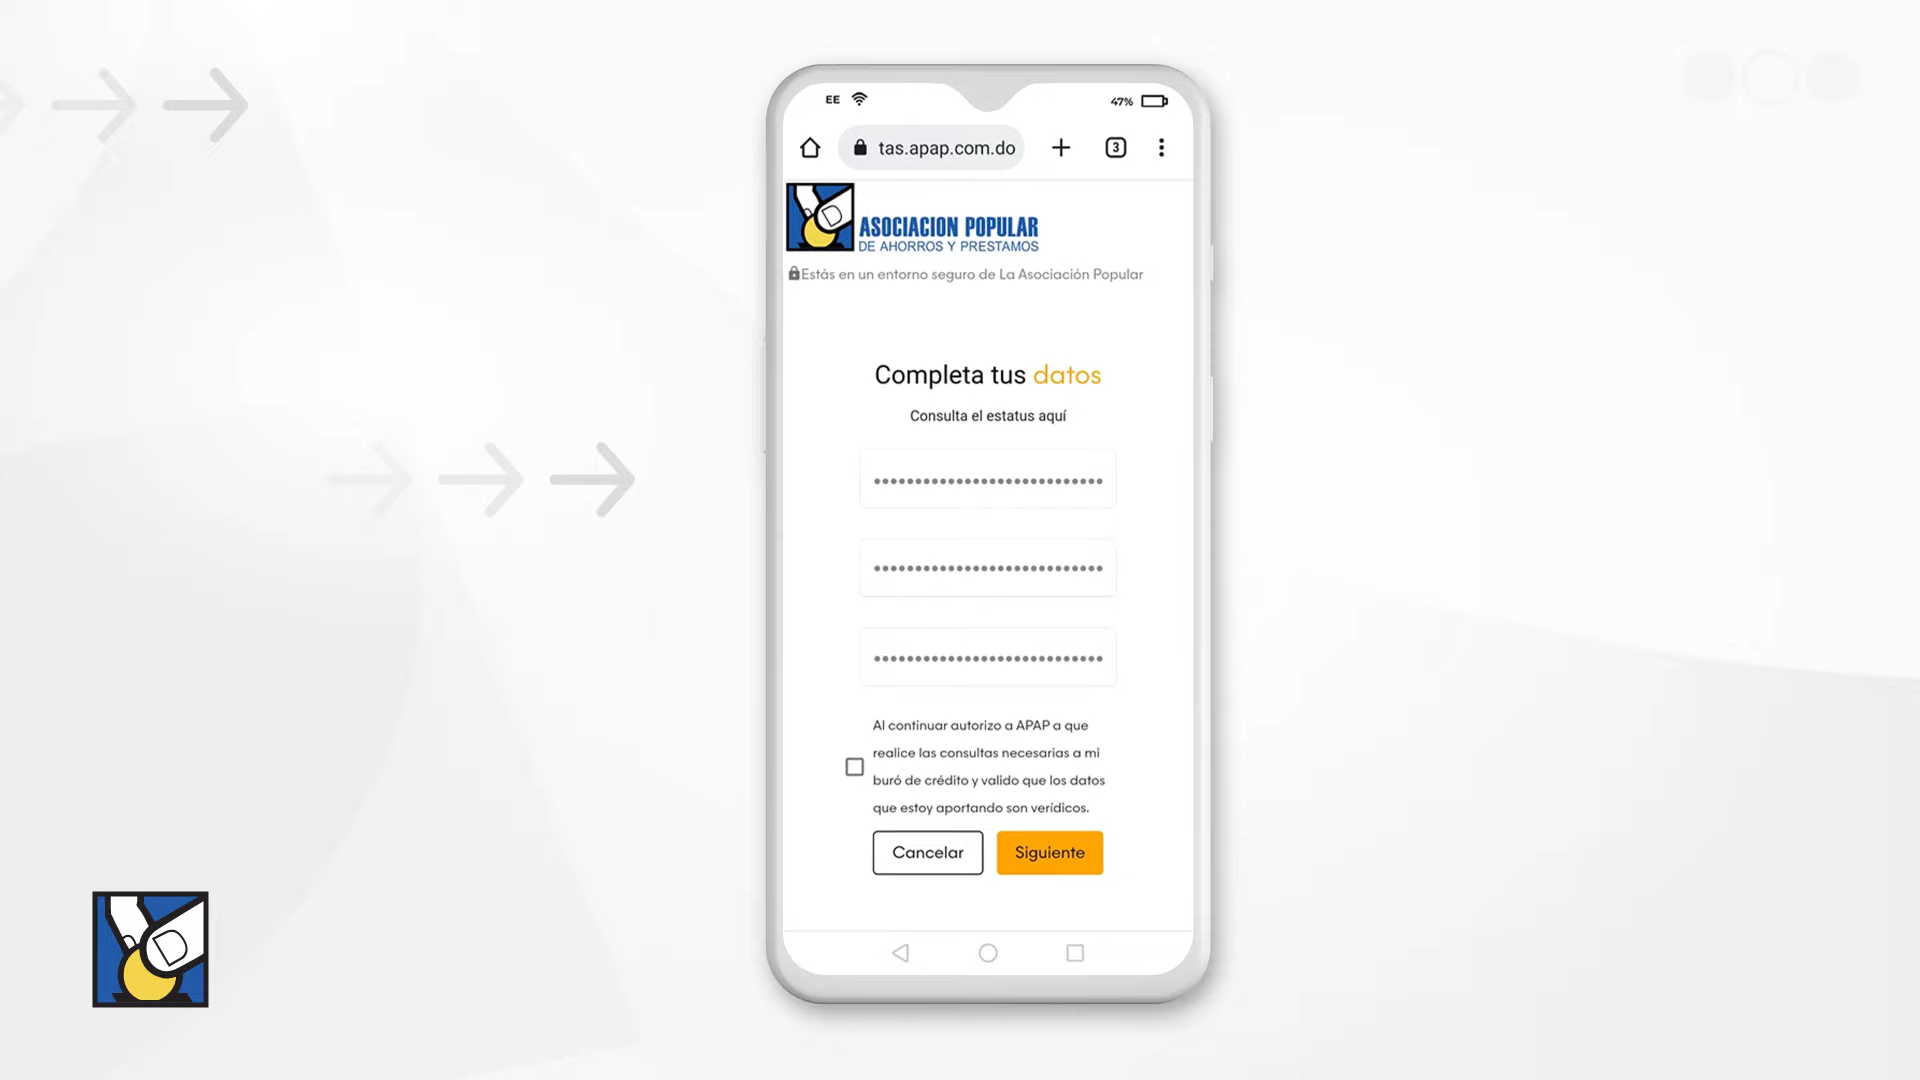 EE
47%
tas.apap.com.do
3
ASOCIACION POPULAR
DE AHORROS Y PRESTAMOS
Estás en un entorno seguro de La Asociación Popular
Completa tus datos
Consulta el estatus aquí
••••••••••••••••••••••••••••
••••••••••••••••••••••••••••
••••••••••••••••••••••••••••
Al continuar autorizo a APAP a que
realice las consultas necesarias a mi
buró de crédito y valido que los datos
que estoy aportando son verídicos.
Cancelar
Siguiente